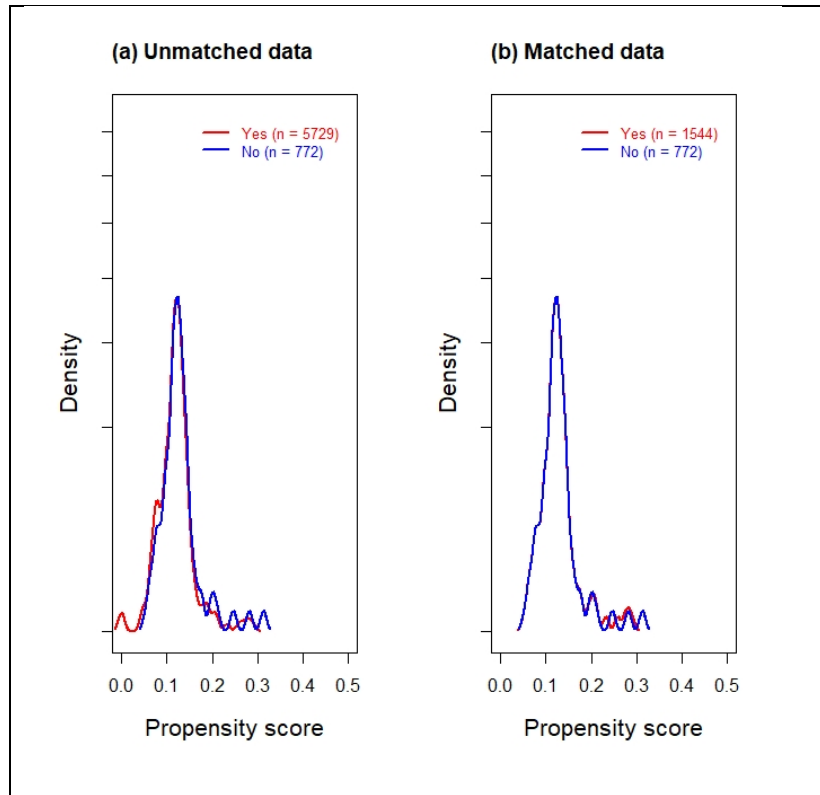 (a) Unmatched data
Yes (n = 5729)
No (n = 772)
Density
0.0 0.1 0.2 0.3 0.4 0.5
Propensity score
(b) Matched data
Yes (n = 1544)
No (n = 772)
Density
0.0 0.1 0.2 0.3 0.4 0.5
Propensity score